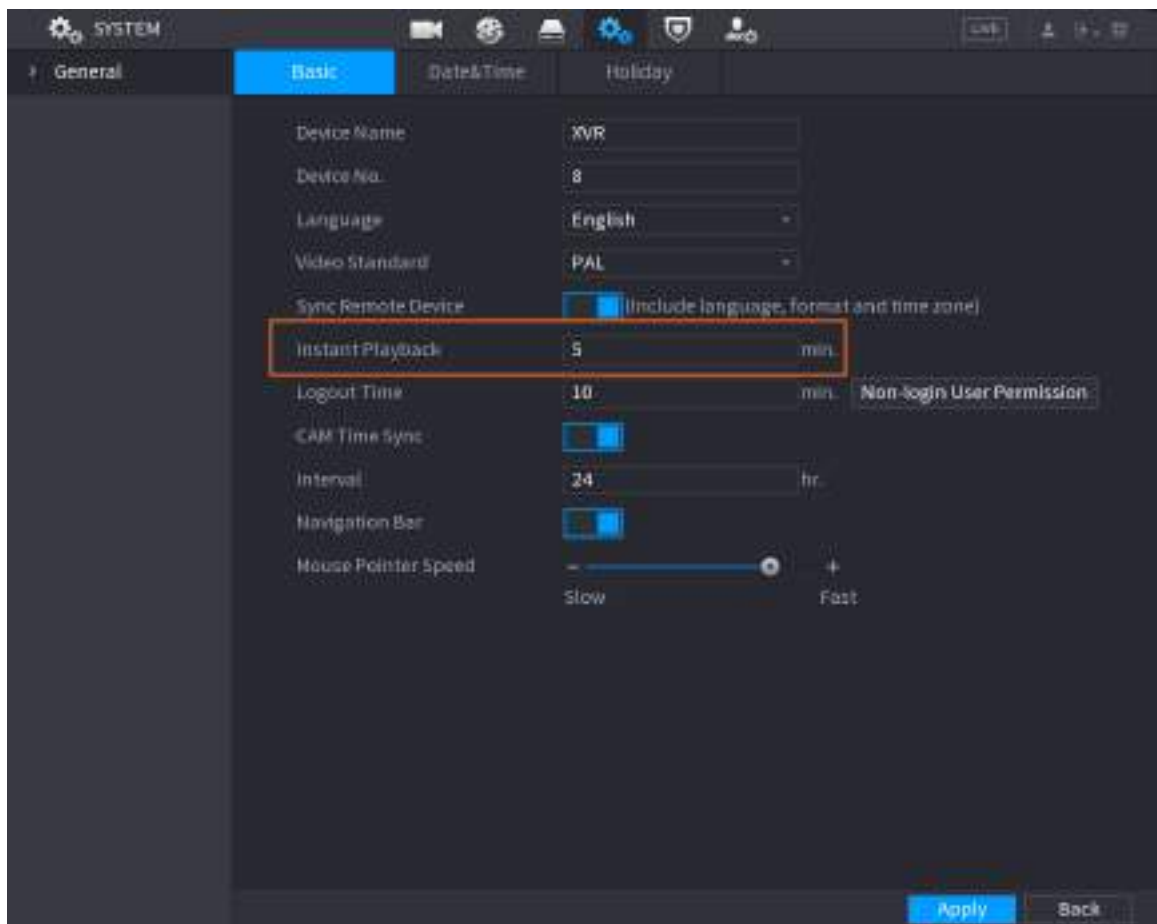 SYSTEM
LIVE
General
Basic Date&Time Holiday
Device Name XVR
Device No. 8
Language English
Video Standard PAL
Sync Remote Device (Include language, format and time zone)
Instant Playback 5 min.
Logout Time 10 min. Non-login User Permission
CAM Time Sync
Interval 24 hr.
Navigation Bar
Mouse Pointer Speed - +
Slow Fast
Apply Back